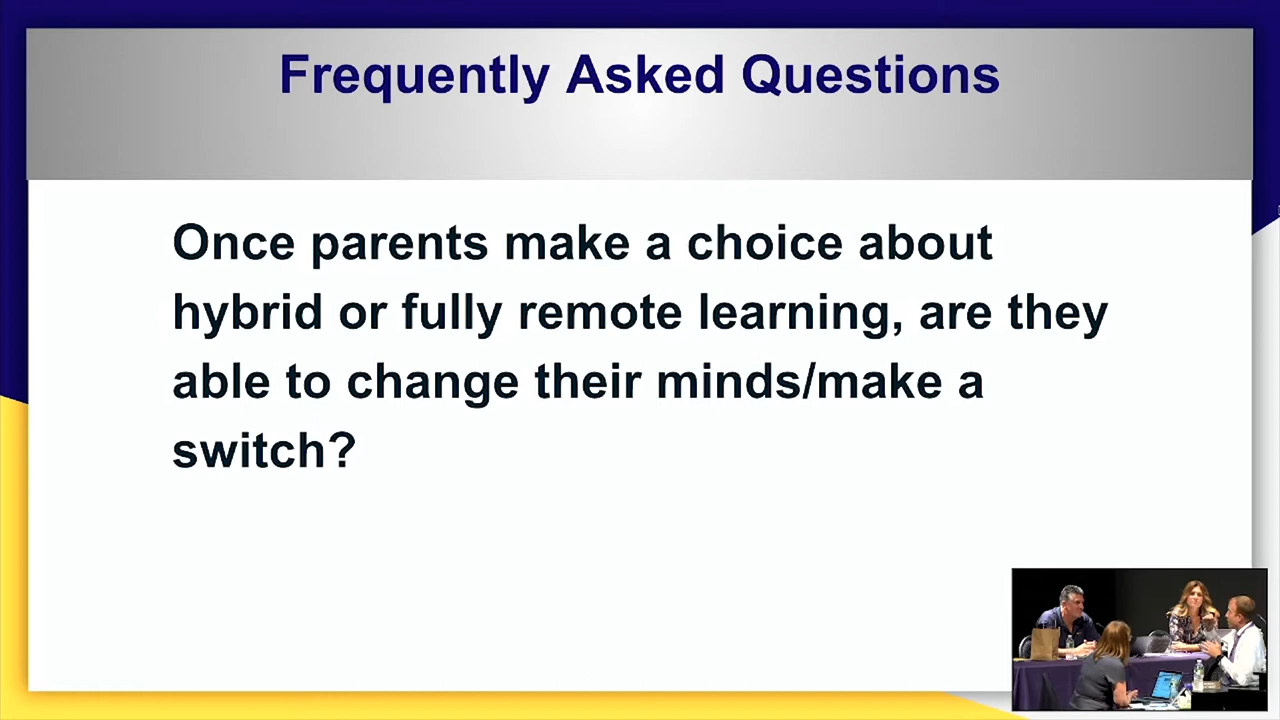 Frequently Asked Questions
Once parents make a choice about
hybrid or fully remote learning, are they
able to change their minds/make a
switch?